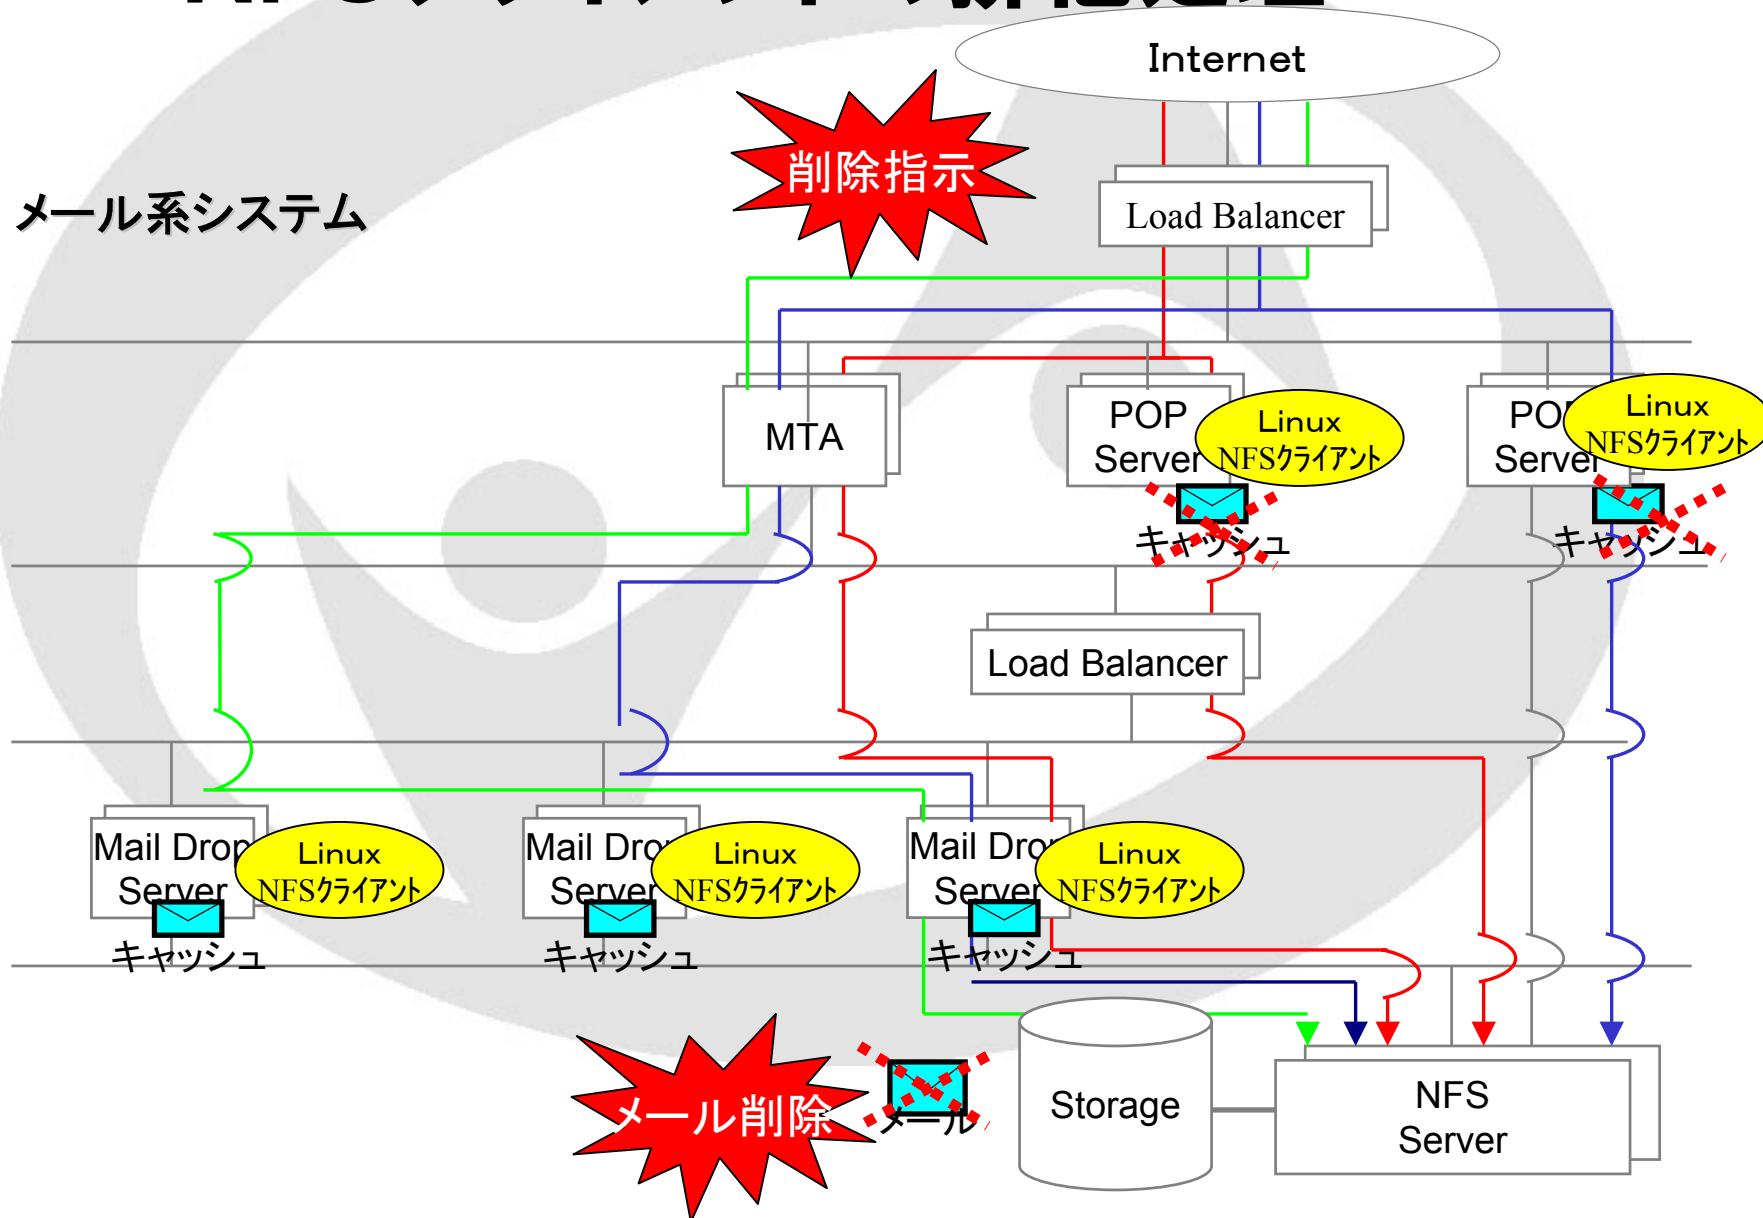 Internet
削除指示
Load Balancer
メール系システム
MTA
POP
Server
Linux
NFSクライアント
キャッシュ
Server
Linux
NFSクライアント
キャッシュ
Load Balancer
Mail Drop
Server
Linux
NFSクライアント
キャッシュ
Mail Drop
Server
Linux
NFSクライアント
キャッシュ
Mail Drop
Server
Linux
NFSクライアント
キャッシュ
メール削除
メール
Storage
NFS
Server